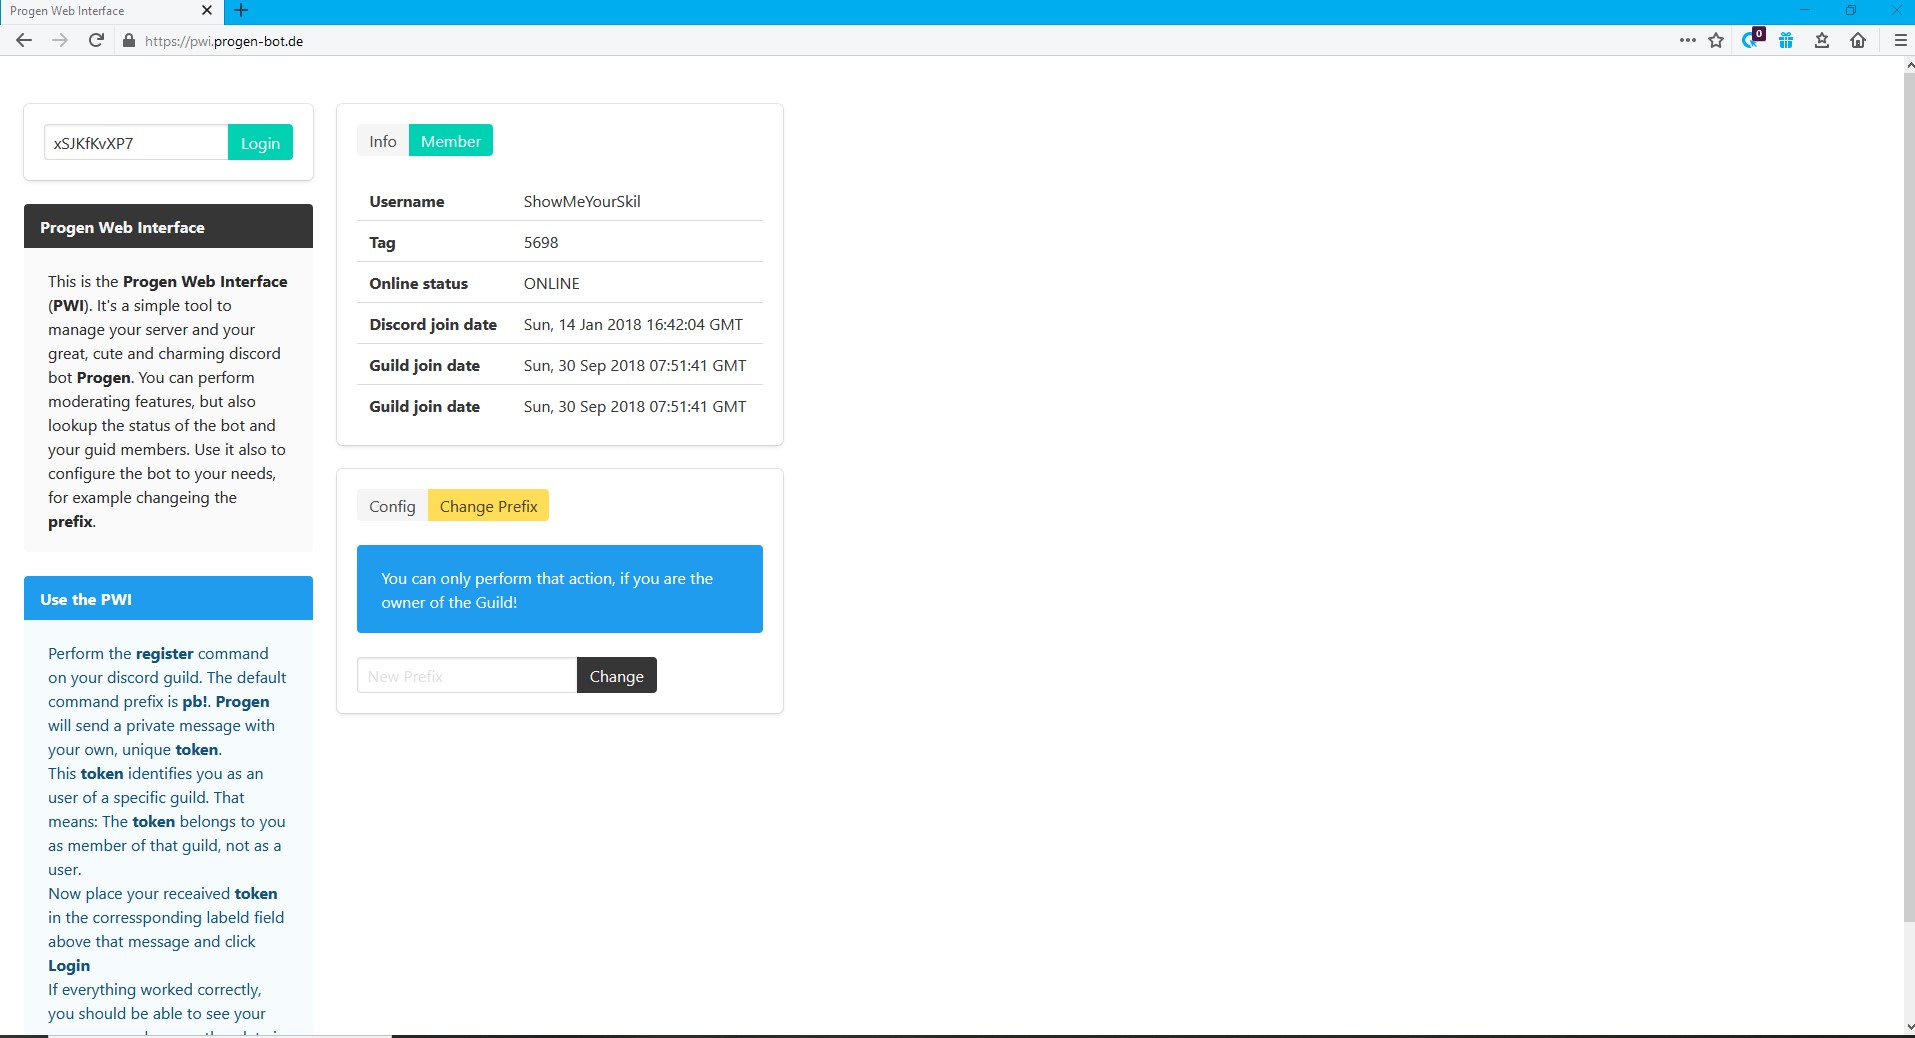 Progen Web Interface
https://pwi.progen-bot.de
0
xSJKfKvXP7 Login
Progen Web Interface
This is the Progen Web Interface
(PWI). It's a simple tool to
manage your server and your
great, cute and charming discord
bot Progen. You can perform
moderating features, but also
lookup the status of the bot and
your guid members. Use it also to
configure the bot to your needs,
for example changeing the
prefix.
Use the PWI
Perform the register command
on your discord guild. The default
command prefix is pb!. Progen
will send a private message with
your own, unique token.
This token identifies you as an
user of a specific guild. That
means: The token belongs to you
as member of that guild, not as a
user.
Now place your receaived token
in the corressponding labeld field
above that message and click
Login
If everything worked correctly,
you should be able to see your
Info Member
Username ShowMeYourSkil
Tag 5698
Online status ONLINE
Discord join date Sun, 14 Jan 2018 16:42:04 GMT
Guild join date Sun, 30 Sep 2018 07:51:41 GMT
Guild join date Sun, 30 Sep 2018 07:51:41 GMT
Config Change Prefix
You can only perform that action, if you are the
owner of the Guild!
New Prefix Change